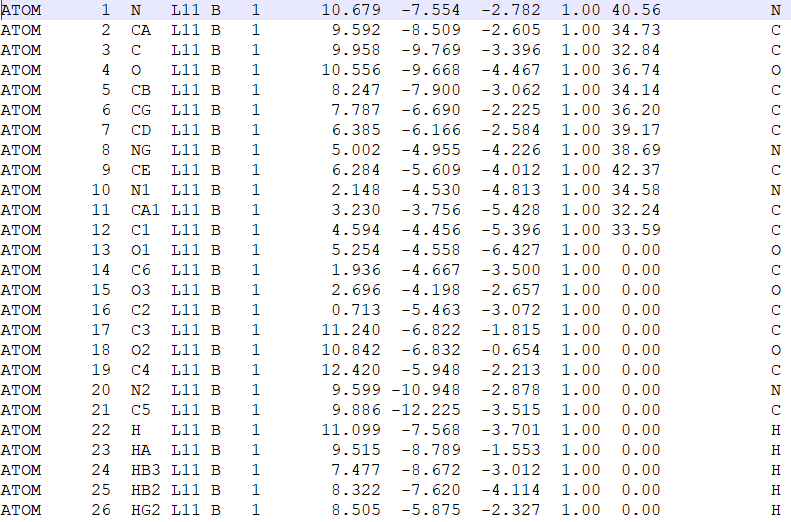 ATOM      1  N   L11 B   1      10.679  -7.554  -2.782  1.00 40.56           N
ATOM      2  CA  L11 B   1       9.592  -8.509  -2.605  1.00 34.73           C
ATOM      3  C   L11 B   1       9.958  -9.769  -3.396  1.00 32.84           C
ATOM      4  O   L11 B   1      10.556  -9.668  -4.467  1.00 36.74           O
ATOM      5  CB  L11 B   1       8.247  -7.900  -3.062  1.00 34.14           C
ATOM      6  CG  L11 B   1       7.787  -6.690  -2.225  1.00 36.20           C
ATOM      7  CD  L11 B   1       6.385  -6.166  -2.584  1.00 39.17           C
ATOM      8  NG  L11 B   1       5.002  -4.955  -4.226  1.00 38.69           N
ATOM      9  CE  L11 B   1       6.284  -5.609  -4.012  1.00 42.37           C
ATOM     10  N1  L11 B   1       2.148  -4.530  -4.813  1.00 34.58           N
ATOM     11  CA1 L11 B   1       3.230  -3.756  -5.428  1.00 32.24           C
ATOM     12  C1  L11 B   1       4.594  -4.456  -5.396  1.00 33.59           C
ATOM     13  O1  L11 B   1       5.254  -4.558  -6.427  1.00  0.00           O
ATOM     14  C6  L11 B   1       1.936  -4.667  -3.500  1.00  0.00           C
ATOM     15  O3  L11 B   1       2.696  -4.198  -2.657  1.00  0.00           O
ATOM     16  C2  L11 B   1       0.713  -5.463  -3.072  1.00  0.00           C
ATOM     17  C3  L11 B   1      11.240  -6.822  -1.815  1.00  0.00           C
ATOM     18  O2  L11 B   1      10.842  -6.832  -0.654  1.00  0.00           O
ATOM     19  C4  L11 B   1      12.420  -5.948  -2.213  1.00  0.00           C
ATOM     20  N2  L11 B   1       9.599 -10.948  -2.878  1.00  0.00           N
ATOM     21  C5  L11 B   1       9.886 -12.225  -3.515  1.00  0.00           C
ATOM     22  H   L11 B   1      11.099  -7.568  -3.701  1.00  0.00           H
ATOM     23  HA  L11 B   1       9.515  -8.789  -1.553  1.00  0.00           H
ATOM     24  HB3 L11 B   1       7.477  -8.672  -3.012  1.00  0.00           H
ATOM     25  HB2 L11 B   1       8.322  -7.620  -4.114  1.00  0.00           H
ATOM     26  HG2 L11 B   1       8.505  -5.875  -2.327  1.00  0.00           H